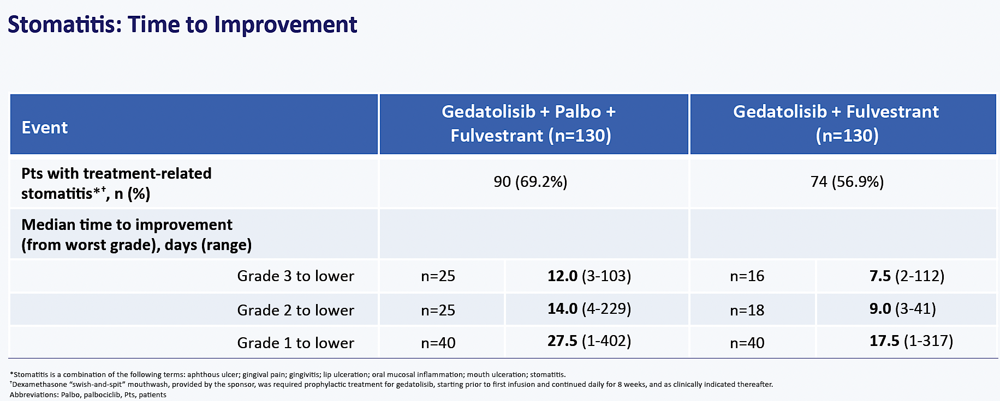 Stomatitis: Time to Improvement
Event
Gedatolisib + Palbo +
Fulvestrant (n=130)
Gedatolisib + Fulvestrant
(n=130)
Pts with treatment-related
stomatitis*†, n (%)
90 (69.2%)
74 (56.9%)
Median time to improvement
(from worst grade), days (range)
Grade 3 to lower
n=25
12.0 (3-103)
n=16
7.5 (2-112)
Grade 2 to lower
n=25
14.0 (4-229)
n=18
9.0 (3-41)
Grade 1 to lower
n=40
27.5 (1-402)
n=40
17.5 (1-317)
*Stomatitis is a combination of the following terms: aphthous ulcer; gingival pain; gingivitis; lip ulceration; oral mucosal inflammation; mouth ulceration; stomatitis.
†Dexamethasone “swish-and-spit” mouthwash, provided by the sponsor, was required prophylactic treatment for gedatolisib, starting prior to first infusion and continued daily for 8 weeks, and as clinically indicated thereafter.
Abbreviations: Palbo, palbociclib, Pts, patients